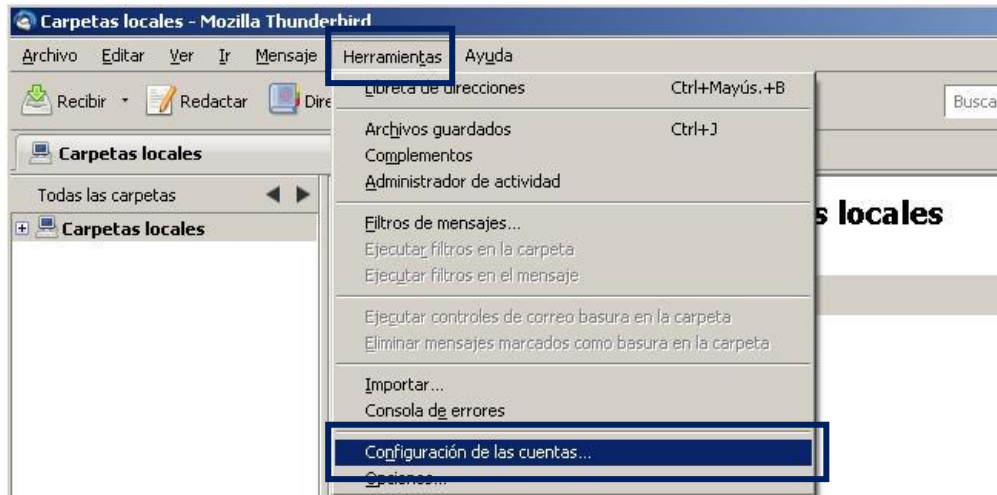 Carpetas locales - Mozilla Thunderbird
Archivo Editar Ver Ir Mensaje Herramientas Ayuda
Recibir Redactar Dire
Busca
Libreta de direcciones Ctrl+Mayús.+B
Archivos guardados Ctrl+J
Complementos
Administrador de actividad
Filtros de mensajes...
Ejecutar filtros en la carpeta
Ejecutar filtros en el mensaje
Ejecutar controles de correo basura en la carpeta
Eliminar mensajes marcados como basura en la carpeta
Importar...
Consola de errores
Configuración de las cuentas...
Opciones...
Carpetas locales
Todas las carpetas
Carpetas locales
s locales